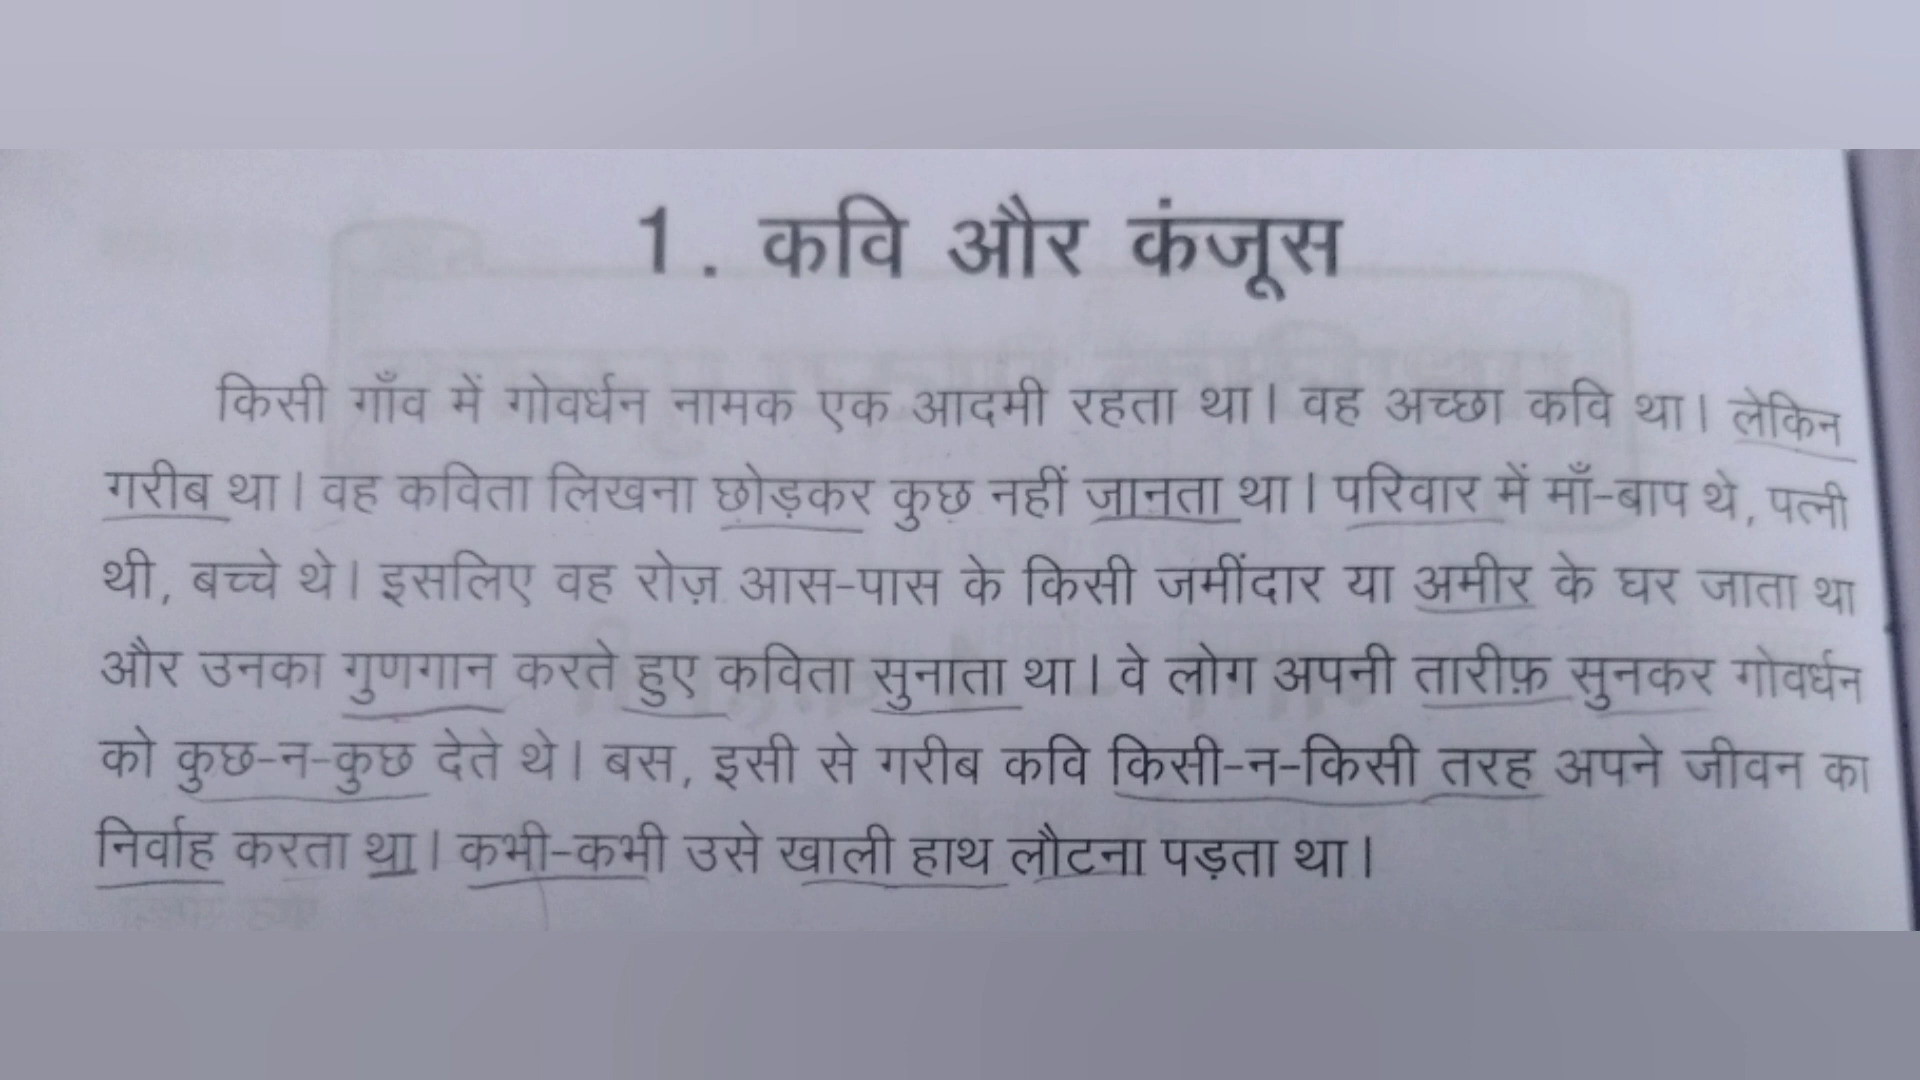 1. कवि और कंजूस
किसी गाँव में गोवर्धन नामक एक आदमी रहता था। वह अच्छा कवि था। लेकिन
गरीब था। वह कविता लिखना छोड़कर कुछ नहीं जानता था। परिवार में माँ-बाप थे, पत्नी
थी, बच्चे थे। इसलिए वह रोज़ आस-पास के किसी जमींदार या अमीर के घर जाता था
और उनका गुणगान करते हुए कविता सुनाता था। वे लोग अपनी तारीफ़ सुनकर गोवर्धन
को कुछ-न-कुछ देते थे। बस, इसी से गरीब कवि किसी-न-किसी तरह अपने जीवन का
निर्वाह करता था। कभी-कभी उसे खाली हाथ लौटना पड़ता था।